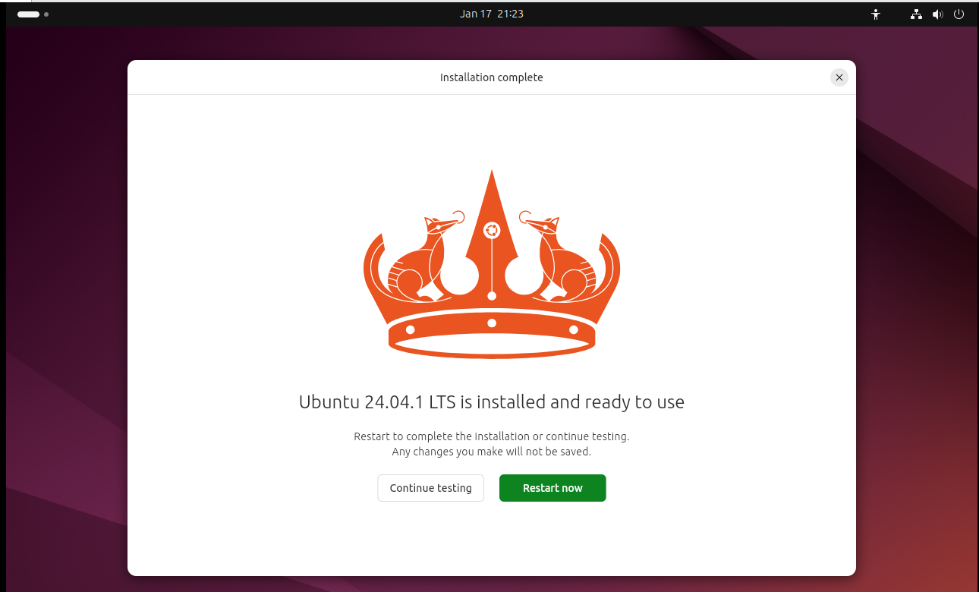 Jan 17 21:23
Installation complete
Ubuntu 24.04.1 LTS is installed and ready to use
Restart to complete the installation or continue testing.
Any changes you make will not be saved.
Continue testing
Restart now